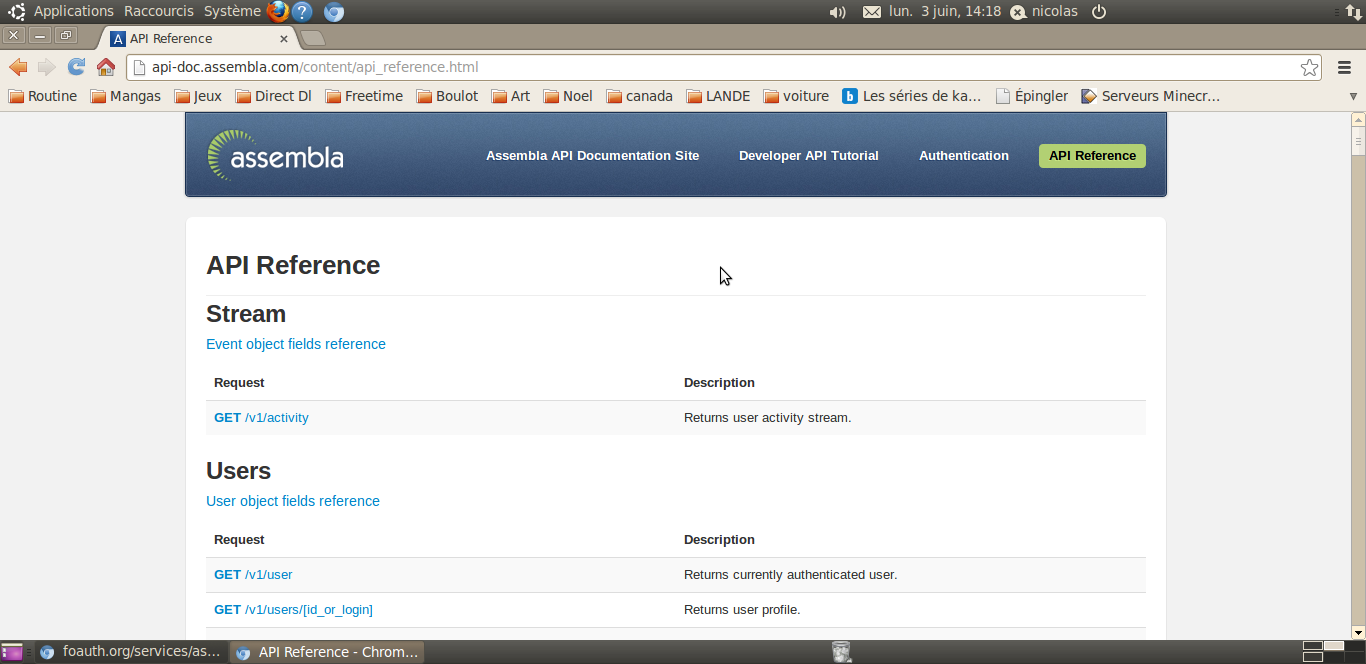 Applications Raccourcis Système lun. 3 juin, 14:18 nicolas
API Reference
api-doc.assembla.com/content/api_reference.html
Routine Mangas Jeux Direct Dl Freetime Boulot Art Noel canada LANDE voiture Les séries de ka... Épingler Serveurs Minecr...
assembla Assembla API Documentation Site Developer API Tutorial Authentication API Reference
API Reference
Stream
Event object fields reference
Request Description
GET /v1/activity Returns user activity stream.
Users
User object fields reference
Request Description
GET /v1/user Returns currently authenticated user.
GET /v1/users/[id_or_login] Returns user profile.
foauth.org/services/as... API Reference - Chrom...